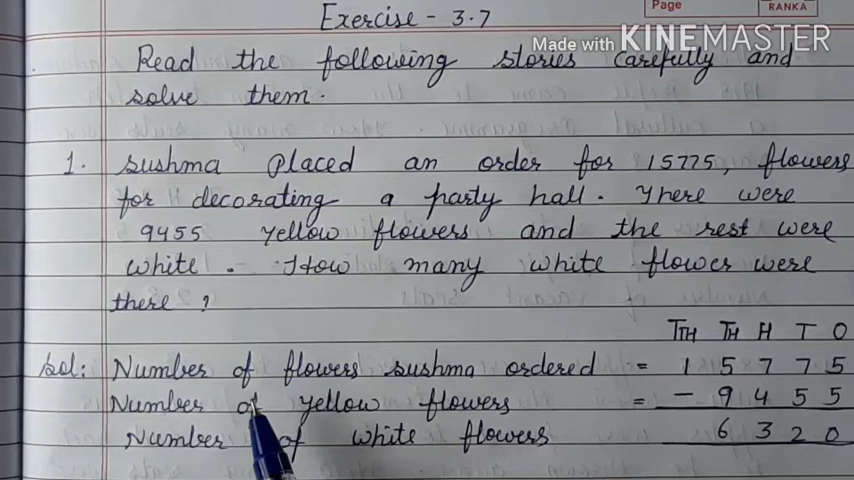 Page
RANKA
Exercise - 3.7
Made with KINEMASTER
Read the following stories carefully and
solve them.
1. Sushma placed an order for 15775, flowers
for decorating a party hall. There were
9455 yellow flowers and the rest were
white. How many white flower were
there ?
TTH TH H T O
Sol: Number of flowers sushma ordered = 1 5 7 7 5
Number of yellow flowers = - 9 4 5 5
Number of white flowers 6 3 2 0